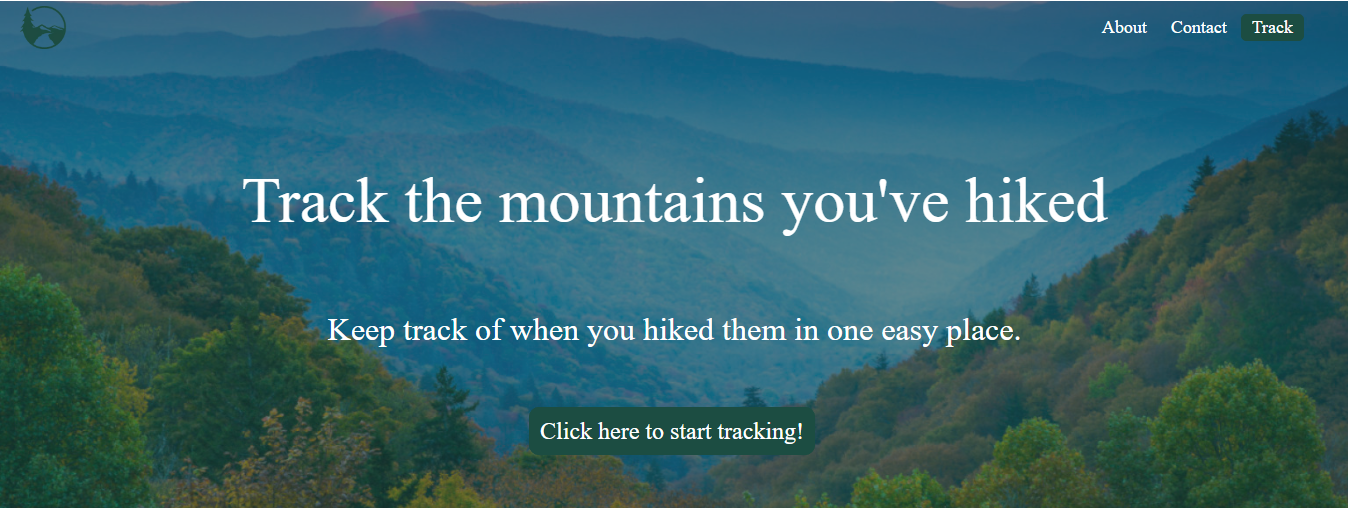 About Contact Track
Track the mountains you've hiked
Keep track of when you hiked them in one easy place.
Click here to start tracking!